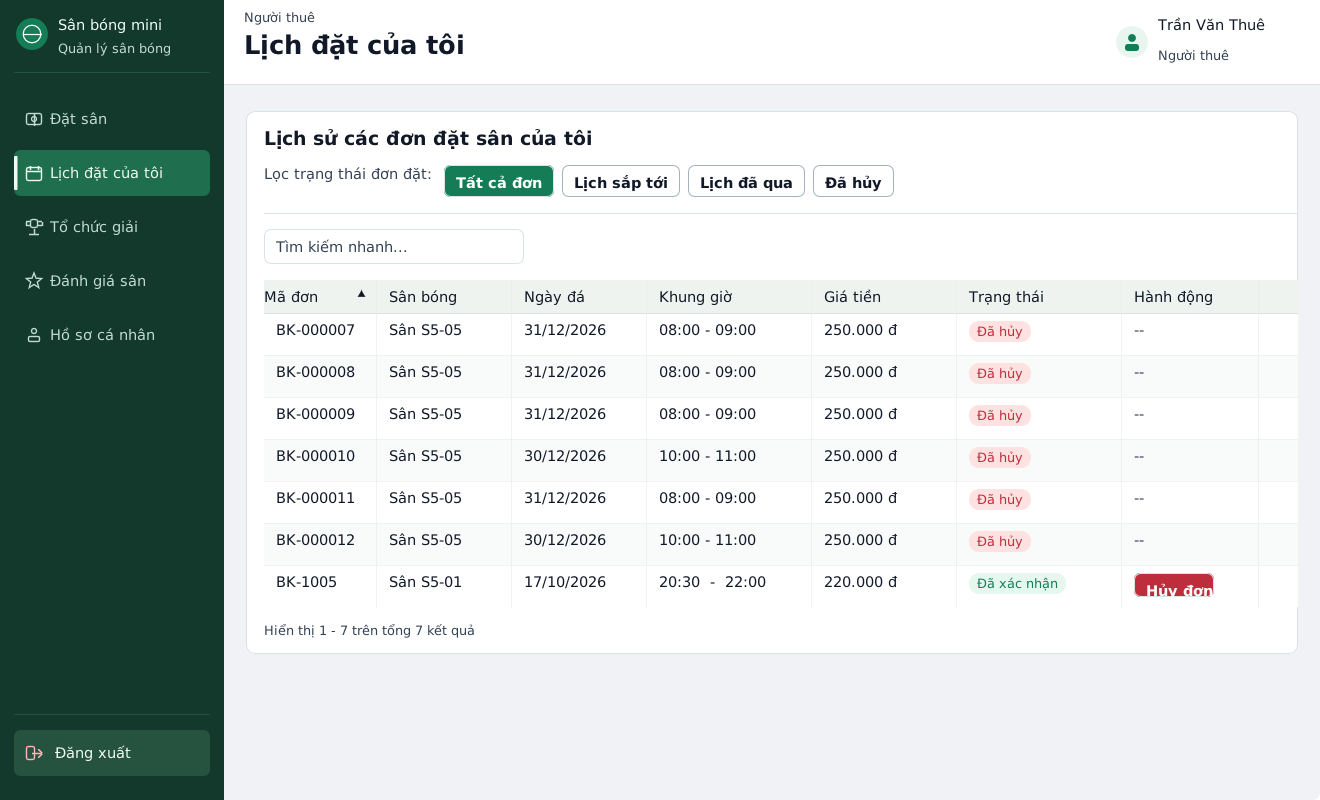 Sân bóng mini
Quản lý sân bóng
Đặt sân
Lịch đặt của tôi
Tổ chức giải
Đánh giá sân
Hồ sơ cá nhân
Đăng xuất
Người thuê
Lịch đặt của tôi
Trần Văn Thuê
Người thuê
Lịch sử các đơn đặt sân của tôi
Lọc trạng thái đơn đặt: Tất cả đơn Lịch sắp tới Lịch đã qua Đã hủy
Tìm kiếm nhanh...
Mã đơn ▲ Sân bóng Ngày đá Khung giờ Giá tiền Trạng thái Hành động
BK-000007 Sân S5-05 31/12/2026 08:00 - 09:00 250.000 đ Đã hủy --
BK-000008 Sân S5-05 31/12/2026 08:00 - 09:00 250.000 đ Đã hủy --
BK-000009 Sân S5-05 31/12/2026 08:00 - 09:00 250.000 đ Đã hủy --
BK-000010 Sân S5-05 30/12/2026 10:00 - 11:00 250.000 đ Đã hủy --
BK-000011 Sân S5-05 31/12/2026 08:00 - 09:00 250.000 đ Đã hủy --
BK-000012 Sân S5-05 30/12/2026 10:00 - 11:00 250.000 đ Đã hủy --
BK-1005 Sân S5-01 17/10/2026 20:30 - 22:00 220.000 đ Đã xác nhận Hủy đơn
Hiển thị 1 - 7 trên tổng 7 kết quả